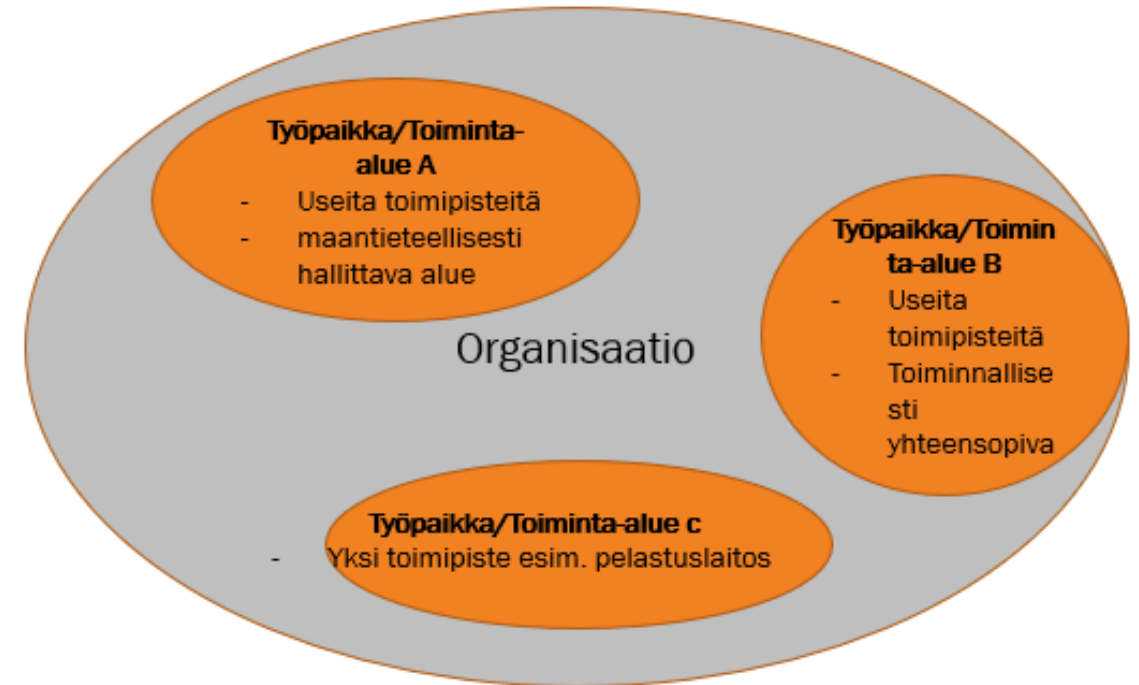 Työpaikka/Toiminta-
alue A
- Useita toimipisteitä
- maantieteellisesti
hallittava alue
Työpaikka/Toimin
ta-alue B
- Useita
toimipisteitä
- Toiminnallise
sti
yhteensopiva
Organisaatio
Työpaikka/Toiminta-alue c
- Yksi toimipiste esim. pelastuslaitos